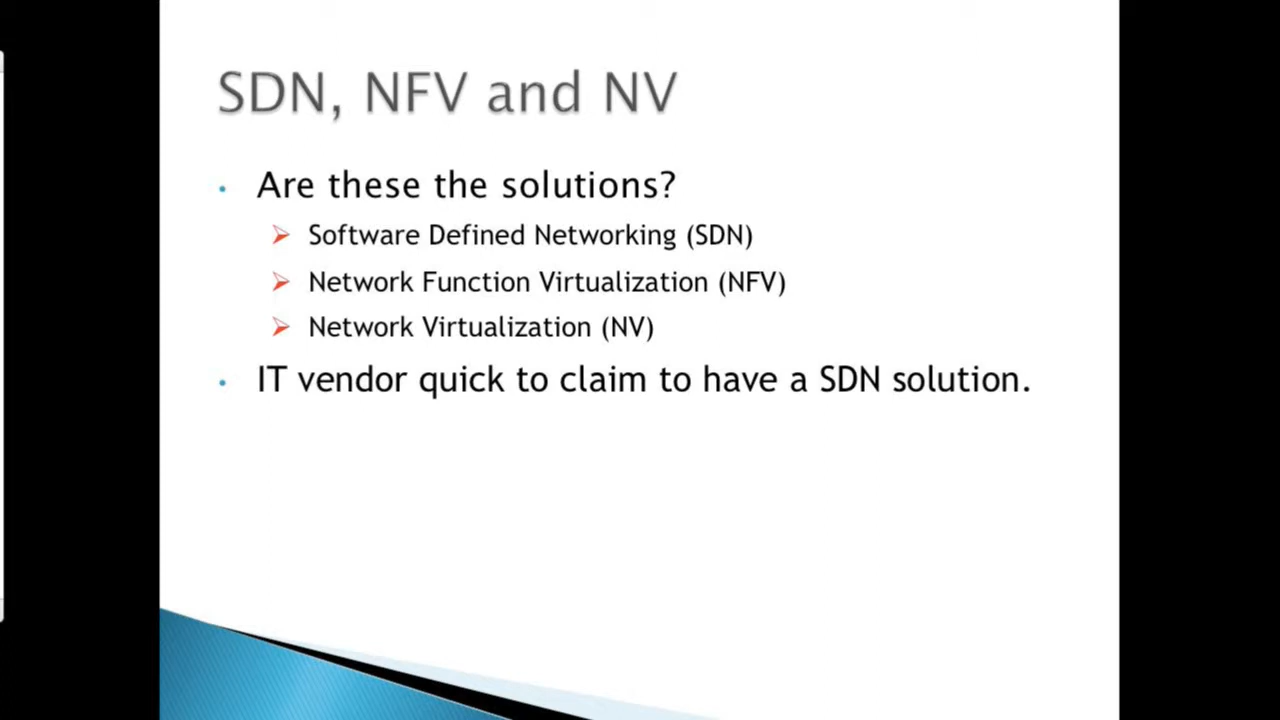 SDN, NFV and NV
Are these the solutions?
Software Defined Networking (SDN)
Network Function Virtualization (NFV)
Network Virtualization (NV)
IT vendor quick to claim to have a SDN solution.